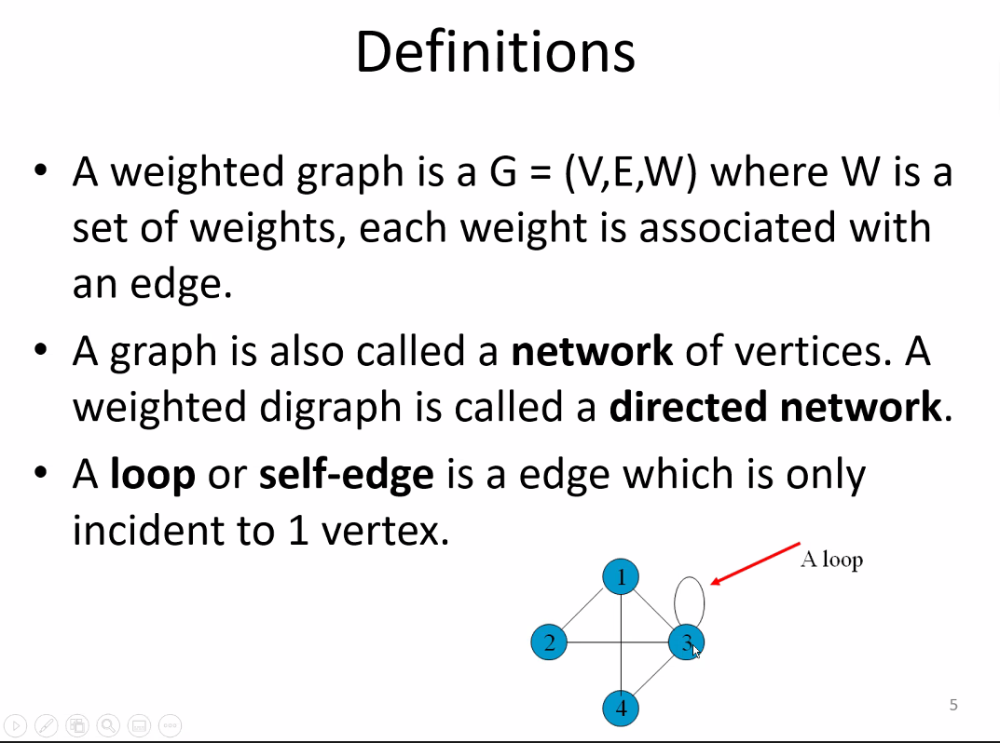 Definitions
• A weighted graph is a G = (V,E,W) where W is a
set of weights, each weight is associated with
an edge.
• A graph is also called a network of vertices. A
weighted digraph is called a directed network.
• A loop or self-edge is a edge which is only
incident to 1 vertex.
A loop
1
2
3
4
5